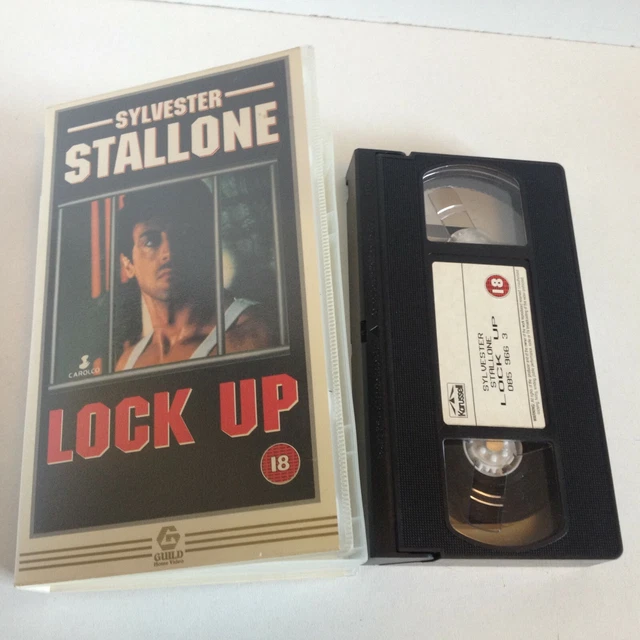 SYLVESTER
STALLONE
CAROLCO
LOCK UP
18
G
GUILD
Home Video
18
SYLVESTER
STALLONE
LOCK UP
085 966 3
Karussell